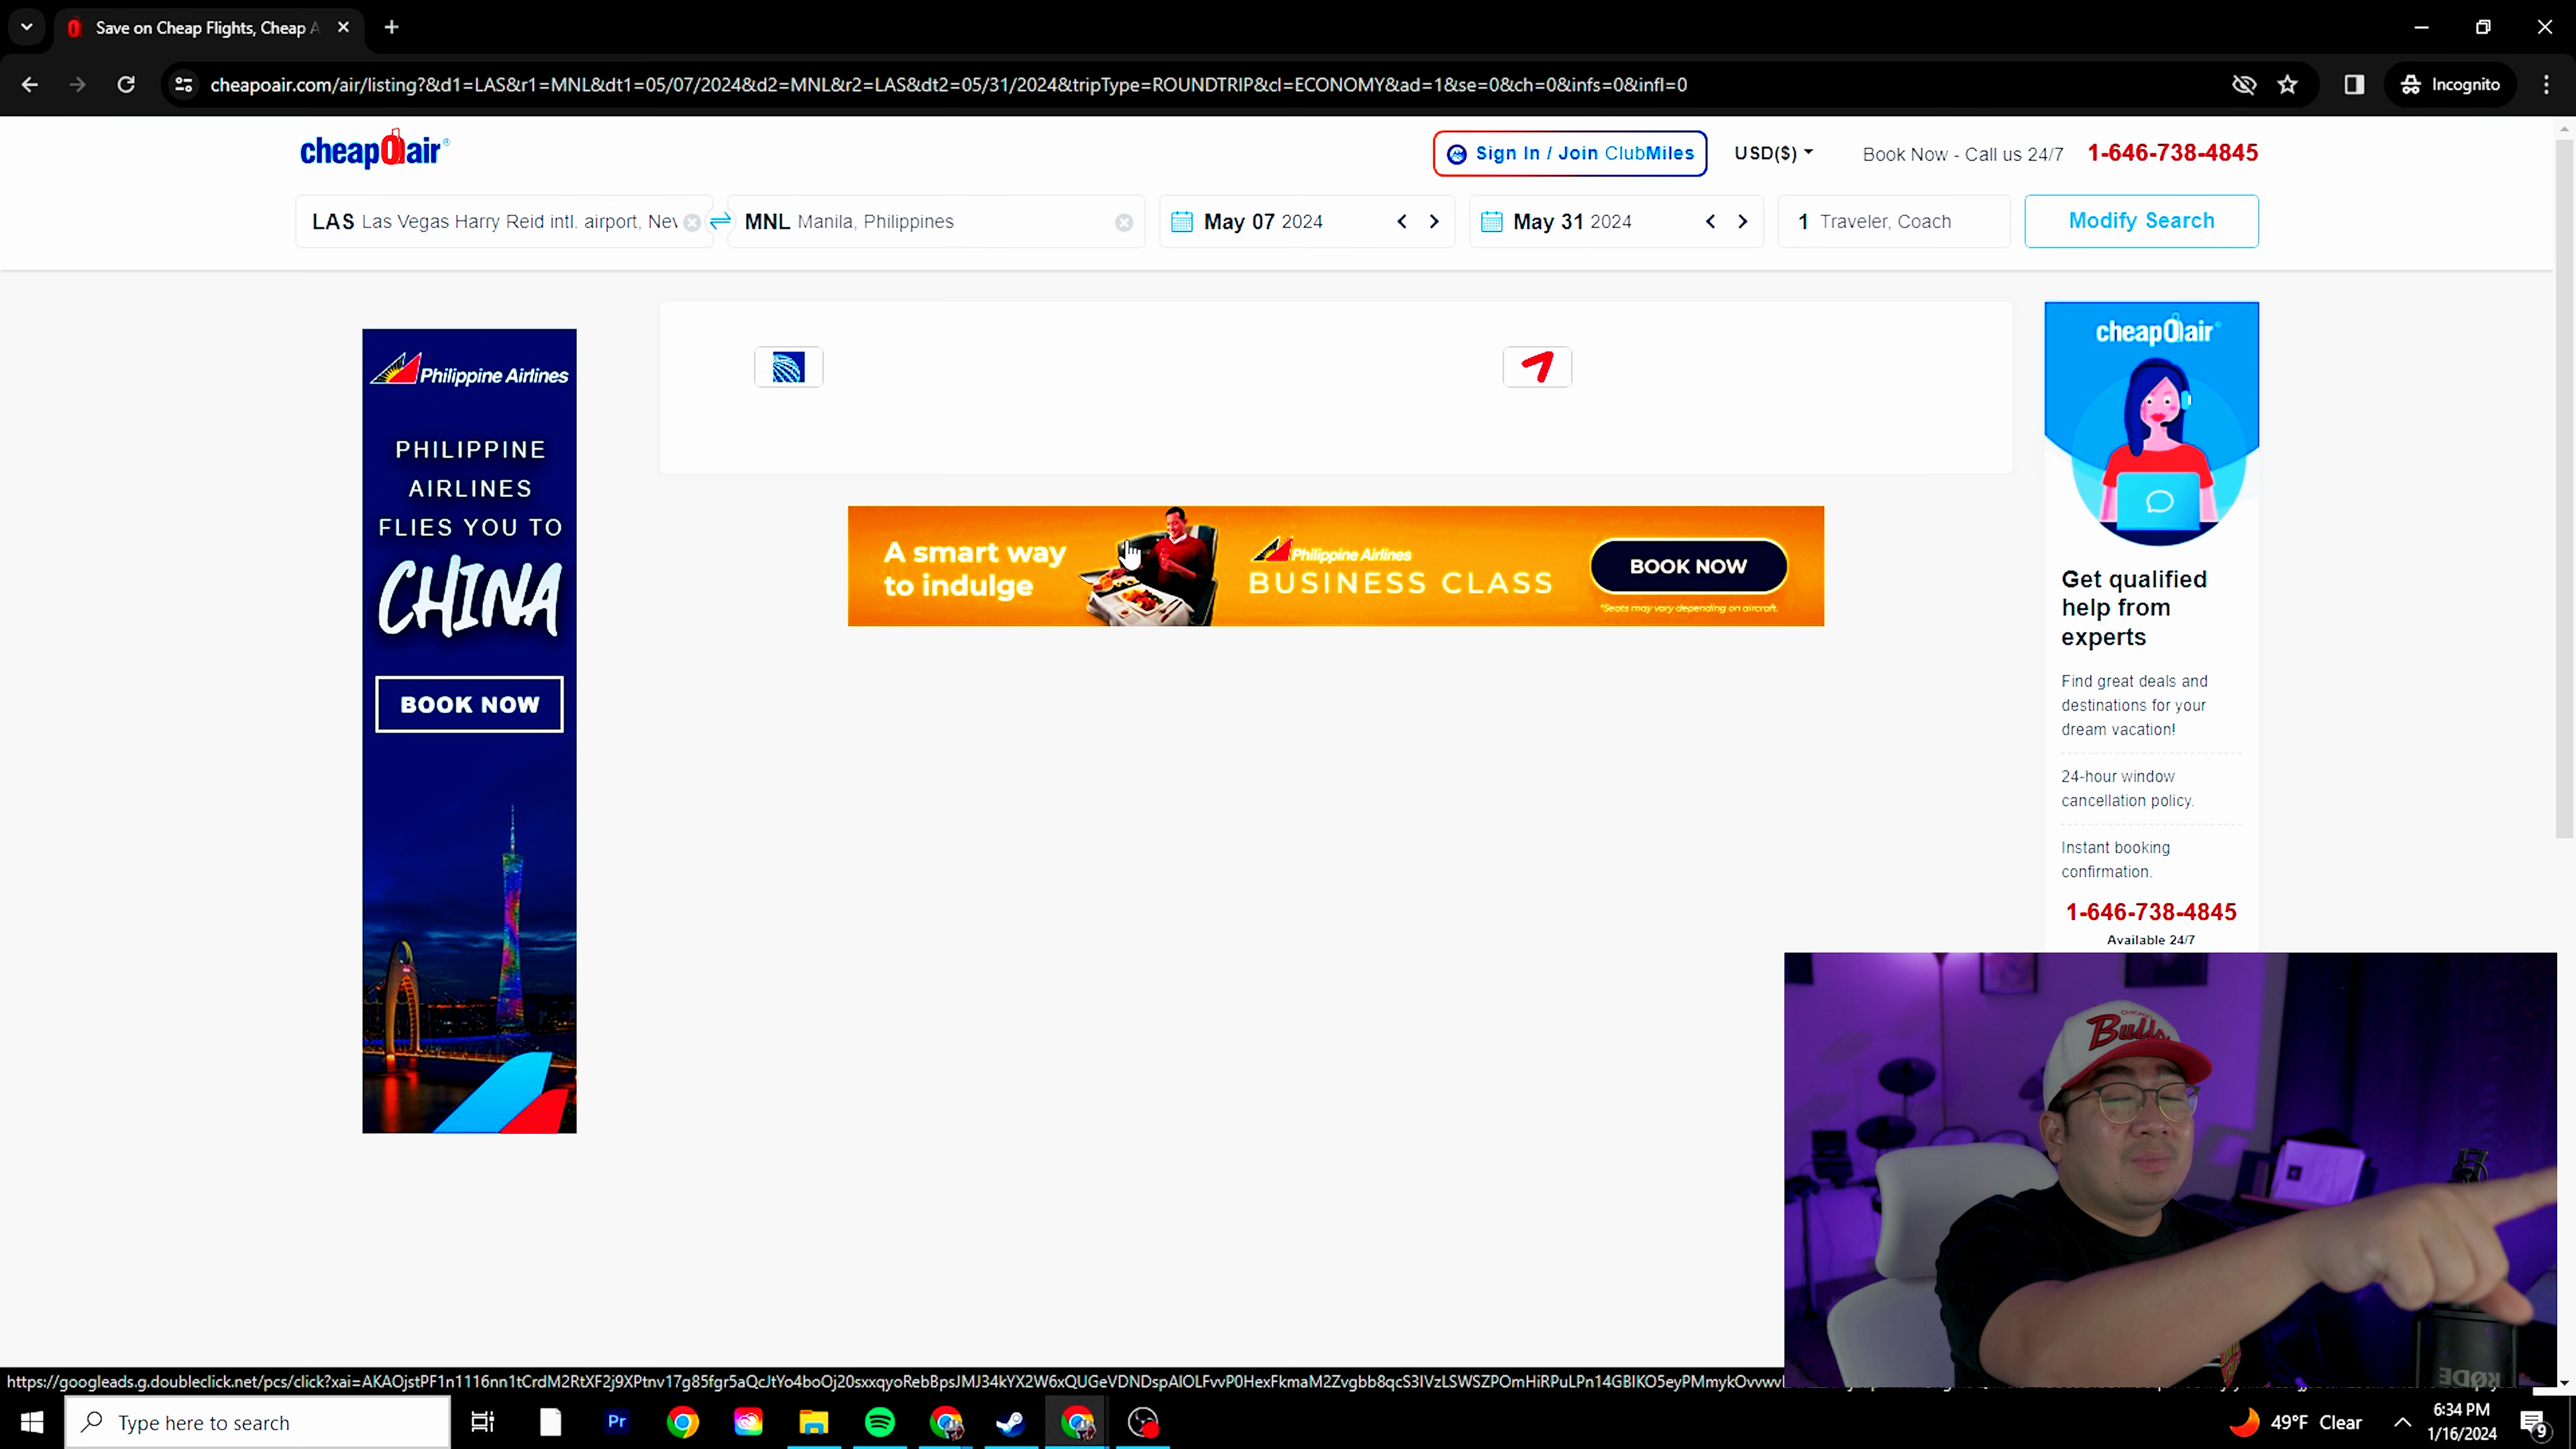 Save on Cheap Flights, Cheap A
cheapoair.com/air/listing?&d1=LAS&r1=MNL&dt1=05/07/2024&d2=MNL&r2=LAS&dt2=05/31/2024&tripType=ROUNDTRIP&cl=ECONOMY&ad=1&se=0&ch=0&infs=0&infl=0
Incognito
cheapOair®
Sign In / Join ClubMiles
USD($)
Book Now - Call us 24/7 1-646-738-4845
LAS Las Vegas Harry Reid intl. airport, Nev
MNL Manila, Philippines
May 07 2024
May 31 2024
1 Traveler, Coach
Modify Search
Philippine Airlines
PHILIPPINE
AIRLINES
FLIES YOU TO
CHINA
BOOK NOW
A smart way
to indulge
Philippine Airlines
BUSINESS CLASS
BOOK NOW
*Seats may vary depending on aircraft.
cheapOair
Get qualified
help from
experts
Find great deals and
destinations for your
dream vacation!
24-hour window
cancellation policy.
Instant booking
confirmation.
1-646-738-4845
Available 24/7
CHICAGO
Bulls
RØDE
Type here to search
Pr
49°F Clear
6:34 PM
1/16/2024
9